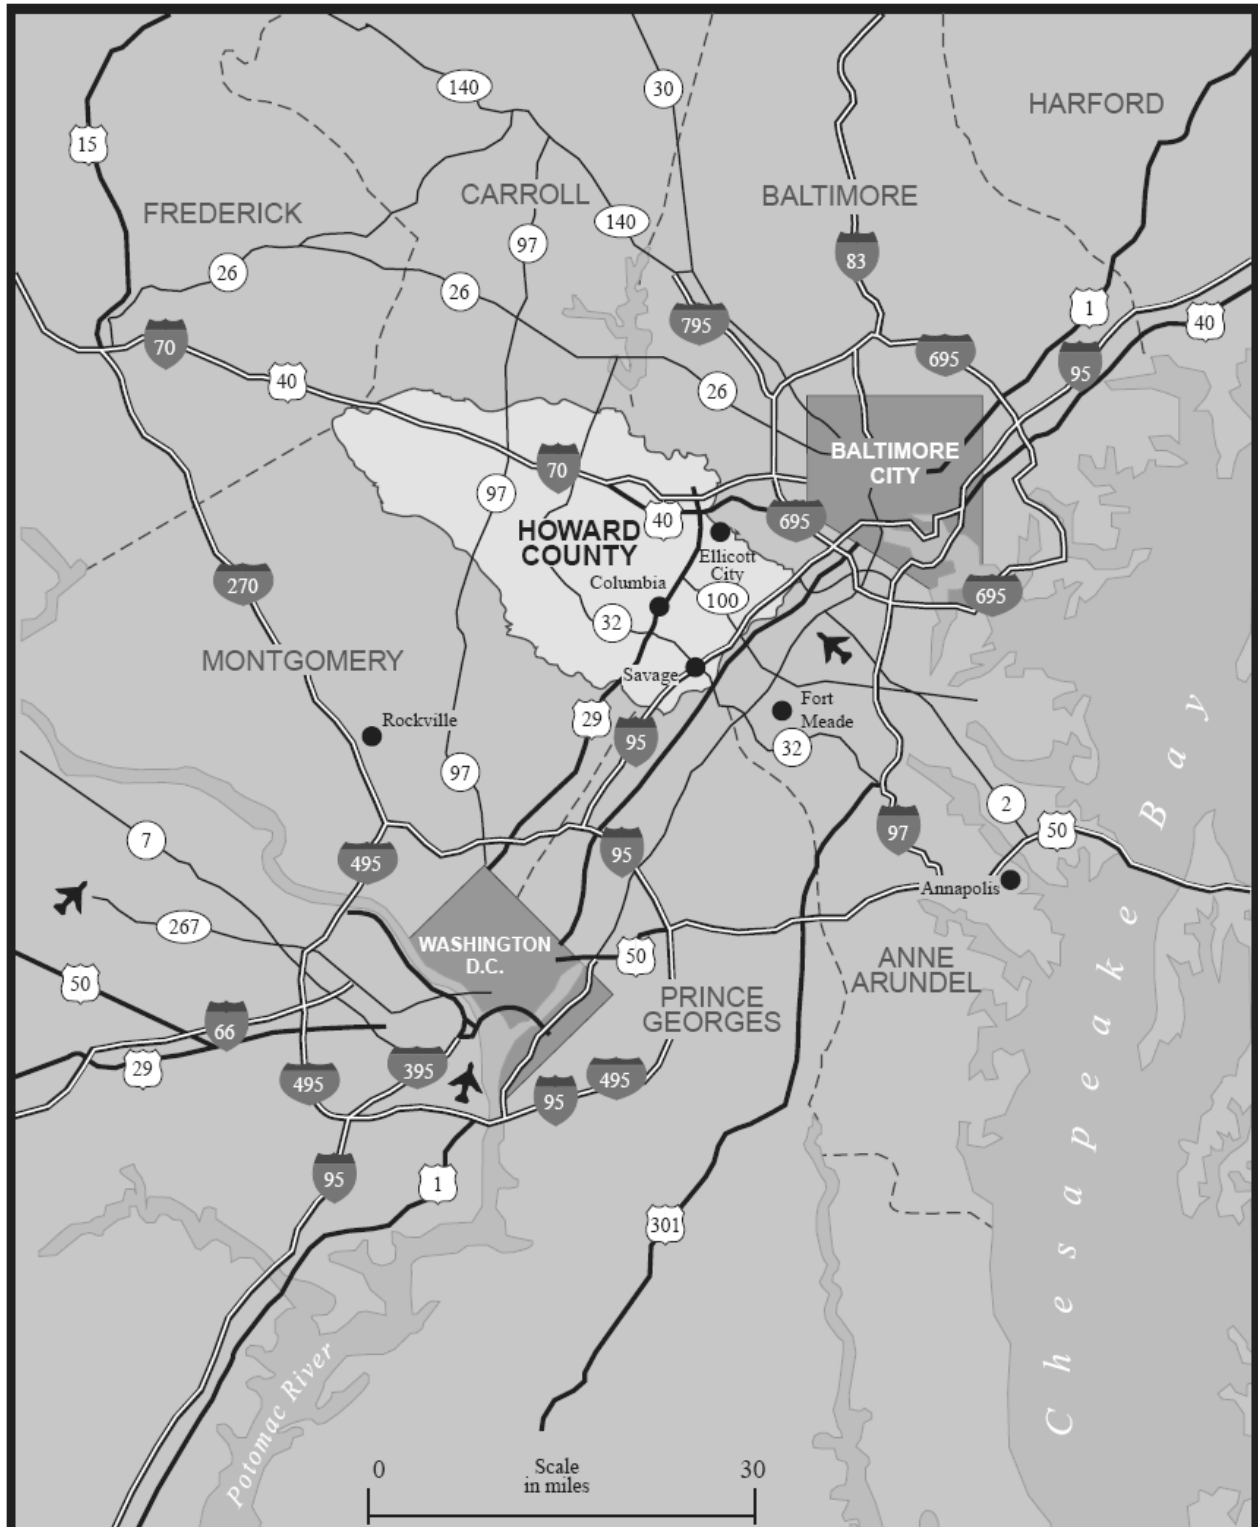 140
30
HARFORD
15
CARROLL
BALTIMORE
FREDERICK
140
97
83
26
26
1
795
40
70
695
95
40
26
BALTIMORE
CITY
70
97
HOWARD
COUNTY
40
695
Ellicott
City
Columbia
270
100
695
32
MONTGOMERY
Savage
Rockville
Fort
Meade
29
95
32
97
2
7
97
50
495
95
Annapolis
267
WASHINGTON
D.C.
50
ANNE
ARUNDEL
50
PRINCE
GEORGES
66
29
495
395
95
495
95
1
301
Chesapeake Bay
Potomac River
0
Scale
in miles
30